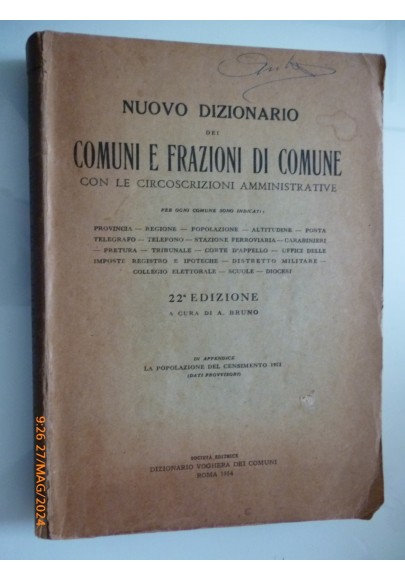 NUOVO DIZIONARIO
DEI
COMUNI E FRAZIONI DI COMUNE
CON LE CIRCOSCRIZIONI AMMINISTRATIVE
PER OGNI COMUNE SONO INDICATI:
PROVINCIA — REGIONE — POPOLAZIONE — ALTITUDINE — POSTA
TELEGRAFO — TELEFONO — STAZIONE FERROVIARIA — CARABINIERI
— PRETURA — TRIBUNALE — CORTE D'APPELLO — UFFICI DELLE
IMPOSTE REGISTRO E IPOTECHE — DISTRETTO MILITARE —
COLLEGIO ELETTORALE — SCUOLE — DIOCESI
22ª EDIZIONE
A CURA DI A. BRUNO
IN APPENDICE
LA POPOLAZIONE DEL CENSIMENTO
(DATI PROVVISORI)
SOCIETÀ EDITRICE
DIZIONARIO VOGHERA DEI COMUNI
ROMA
9:26 27/MAG/2024